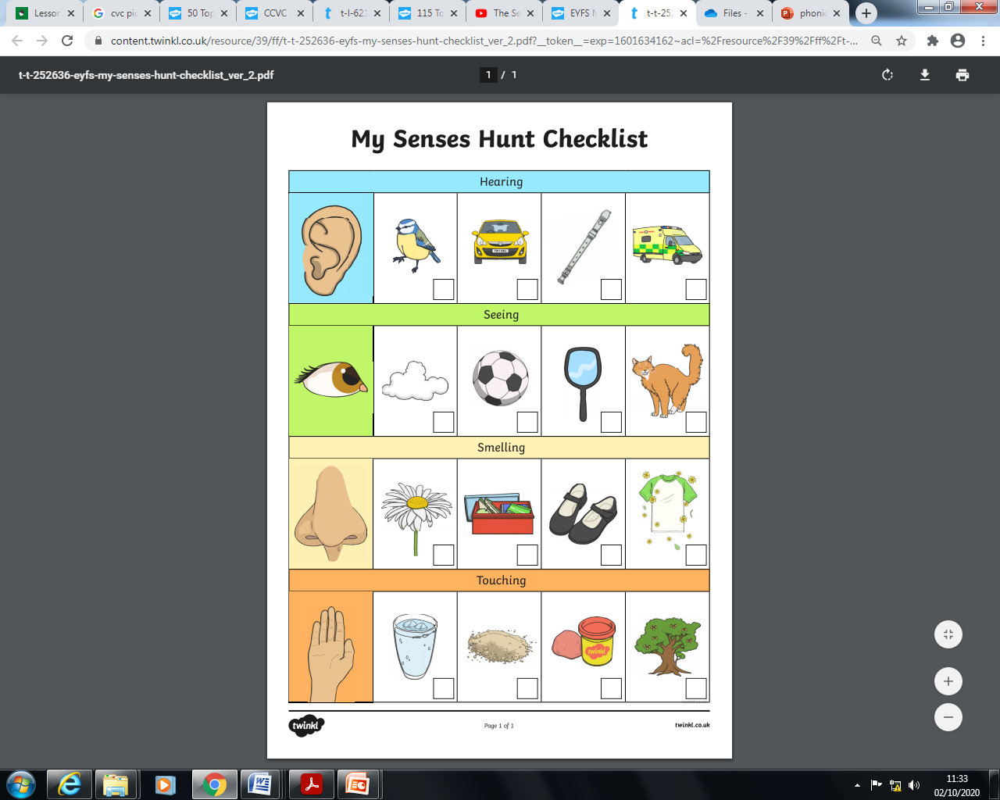 Lesson
cvc pic
50 Top
CCVC
t-l-621
115 To
The Se
EYFS M
t-t-252
Files -
phonic
content.twinkl.co.uk/resource/39/ff/t-t-252636-eyfs-my-senses-hunt-checklist_ver_2.pdf?__token__=exp=1601634162~acl=%2Fresource%2F39%2Fff%2Ft-...
t-t-252636-eyfs-my-senses-hunt-checklist_ver_2.pdf
1 / 1
My Senses Hunt Checklist
Hearing
TWINKL
Seeing
Smelling
Touching
twinkl
twinkl
Page 1 of 1
twinkl.co.uk
11:33
02/10/2020